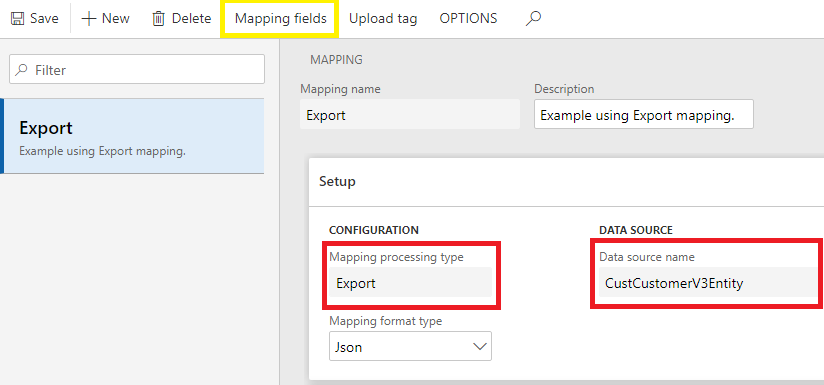 Save New Delete Mapping fields Upload tag OPTIONS
Filter
Export
Example using Export mapping.
MAPPING
Mapping name Description
Export Example using Export mapping.
Setup
CONFIGURATION DATA SOURCE
Mapping processing type Data source name
Export CustCustomerV3Entity
Mapping format type
Json